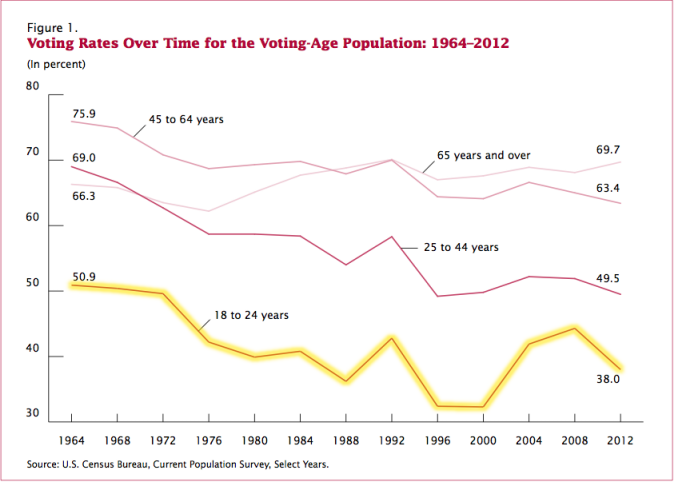 Figure 1.
Voting Rates Over Time for the Voting-Age Population: 1964–2012
(In percent)
80
75.9
45 to 64 years
70
69.0
65 years and over
69.7
66.3
63.4
60
25 to 44 years
50
50.9
49.5
18 to 24 years
40
38.0
30
1964 1968 1972 1976 1980 1984 1988 1992 1996 2000 2004 2008 2012
Source: U.S. Census Bureau, Current Population Survey, Select Years.